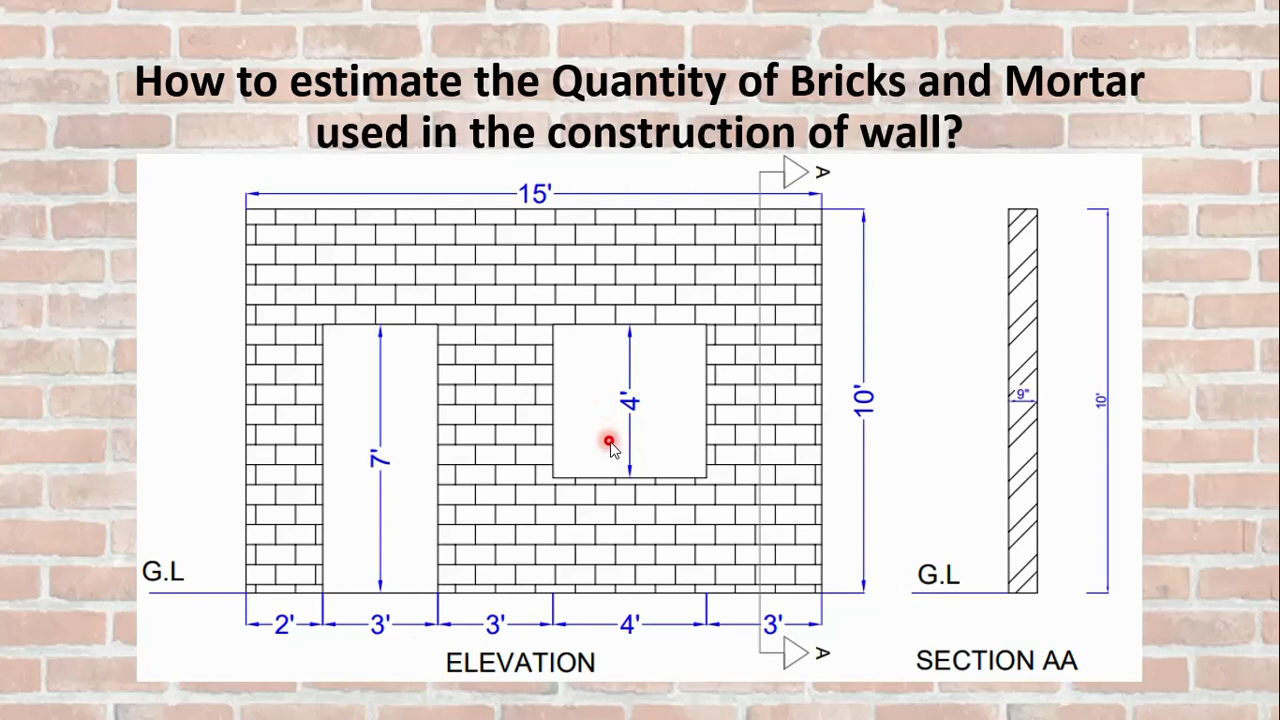 How to estimate the Quantity of Bricks and Mortar
used in the construction of wall?
A
15'
7'
4'
10'
9"
10'
G.L
G.L
2'
3'
3'
4'
3'
A
ELEVATION
SECTION AA